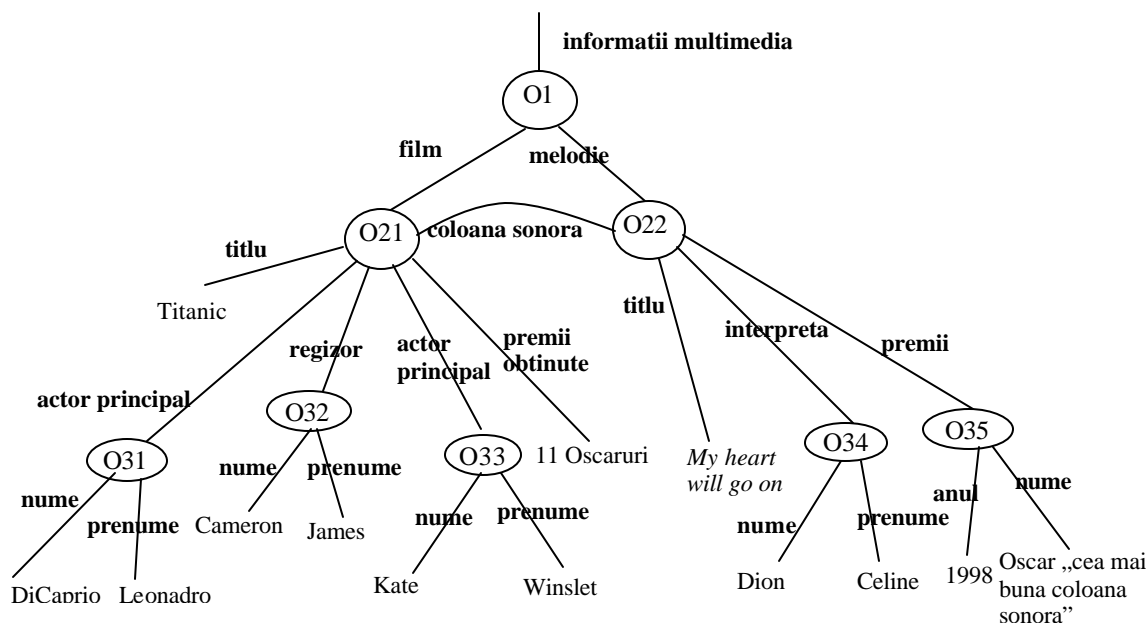 informatii multimedia
O1
film
melodie
O21
coloana sonora
O22
titlu
Titanic
titlu
interpreta
premii
regizor
actor
principal
premii
obtinute
actor principal
O31
O32
O33
11 Oscaruri
My heart
will go on
O34
O35
nume
prenume
nume
prenume
nume
prenume
nume
prenume
anul
nume
DiCaprio
Leonadro
Cameron
James
Kate
Winslet
Dion
Celine
1998
Oscar „cea mai
buna coloana
sonora”